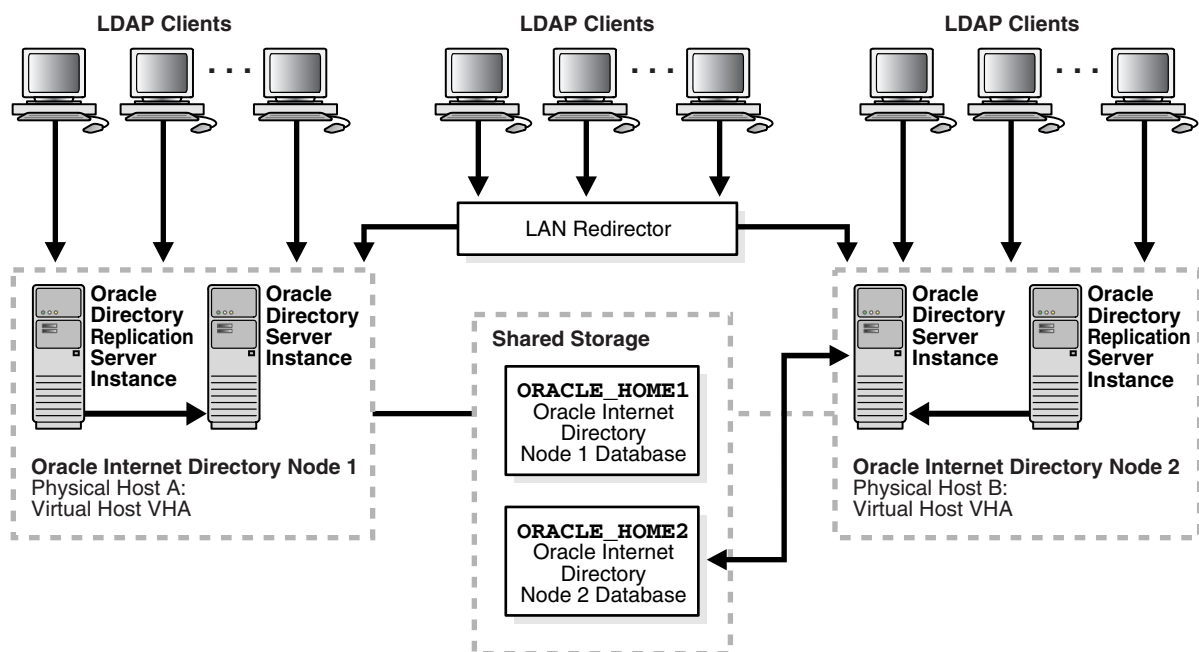 LDAP Clients
LDAP Clients
LDAP Clients
LAN Redirector
Oracle
Directory
Replication
Server
Instance
Oracle
Directory
Server
Instance
Oracle Internet Directory Node 1
Physical Host A:
Virtual Host VHA
Shared Storage
ORACLE_HOME1
Oracle Internet
Directory
Node 1 Database
ORACLE_HOME2
Oracle Internet
Directory
Node 2 Database
Oracle
Directory
Server
Instance
Oracle
Directory
Replication
Server
Instance
Oracle Internet Directory Node 2
Physical Host B:
Virtual Host VHA